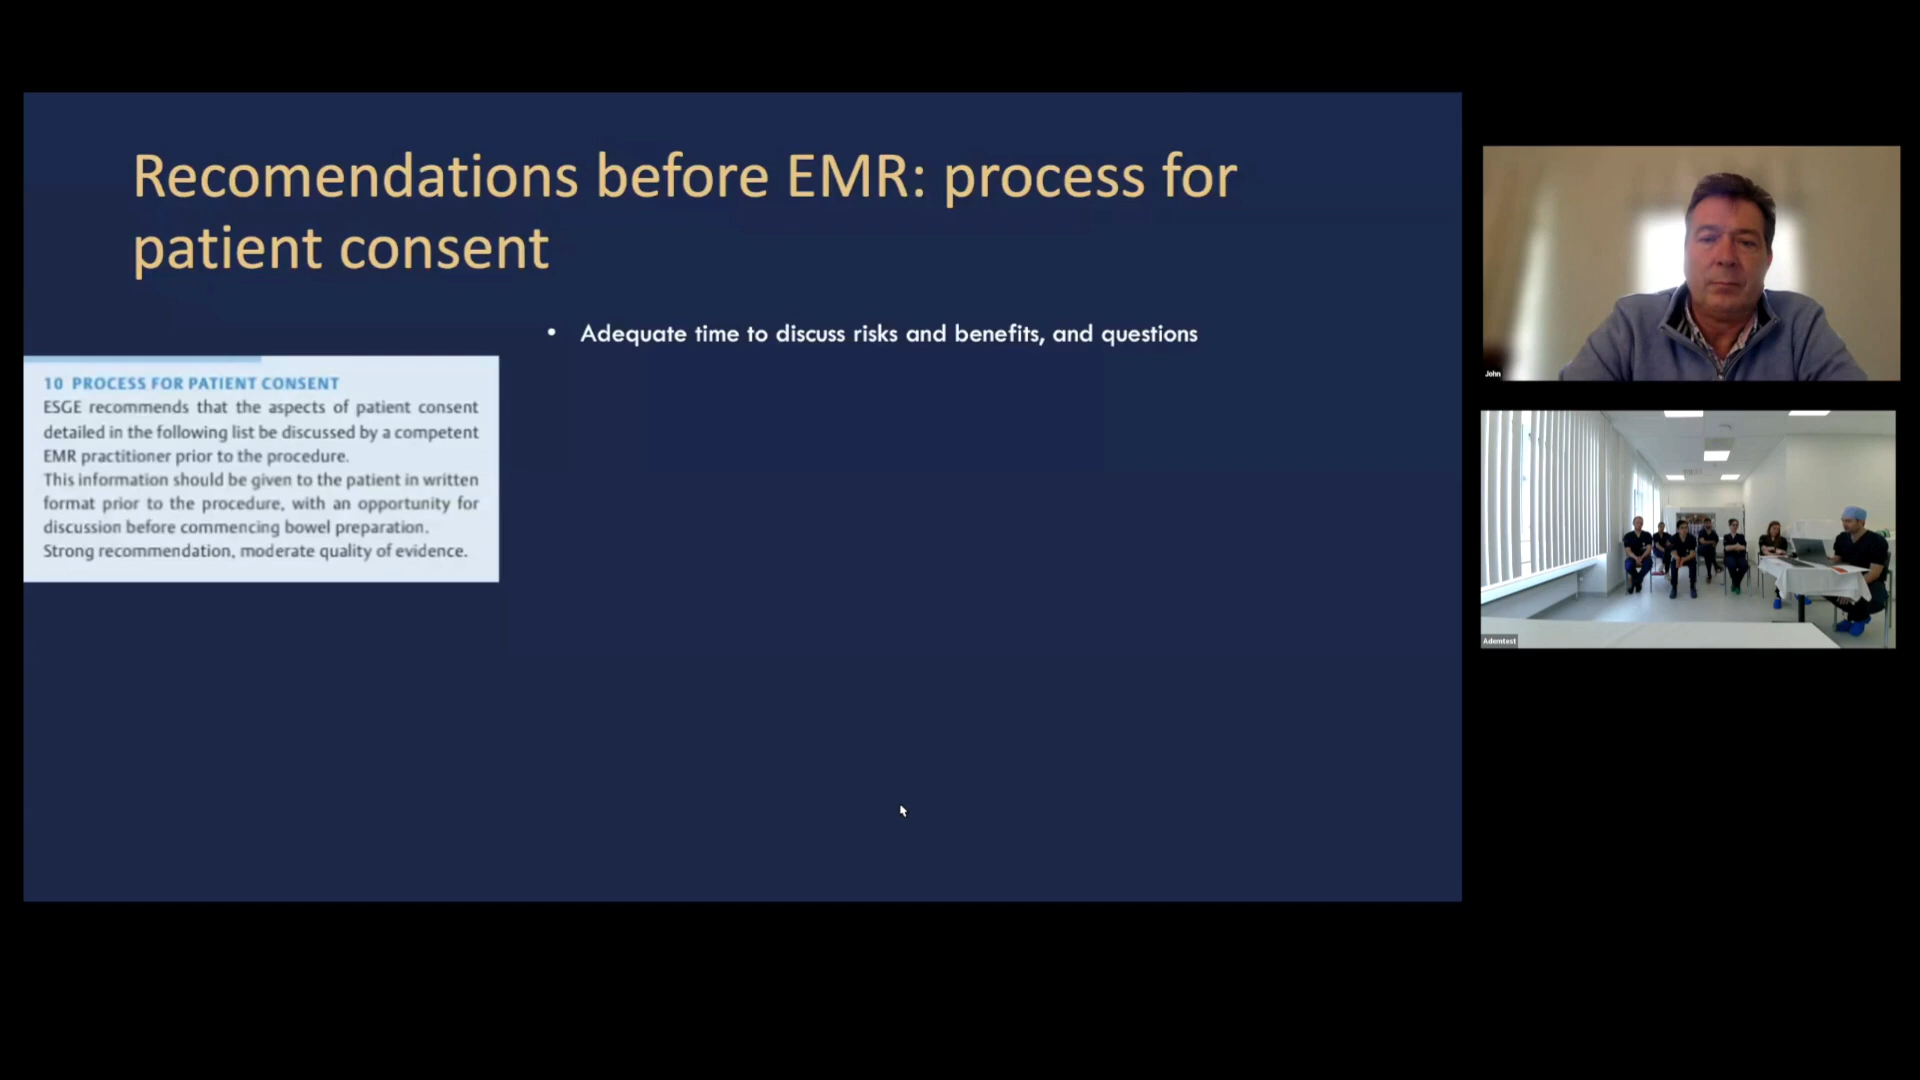 Recomendations before EMR: process for
patient consent
• Adequate time to discuss risks and benefits, and questions
10 PROCESS FOR PATIENT CONSENT
ESGE recommends that the aspects of patient consent
detailed in the following list be discussed by a competent
EMR practitioner prior to the procedure.
This information should be given to the patient in written
format prior to the procedure, with an opportunity for
discussion before commencing bowel preparation.
Strong recommendation, moderate quality of evidence.
John
Ademtest